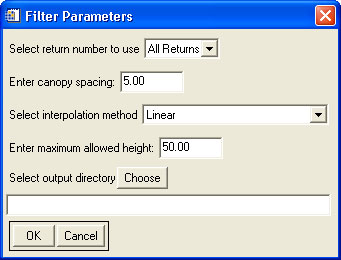 Filter Parameters
Select return number to use All Returns
Enter canopy spacing: 5.00
Select interpolation method Linear
Enter maximum allowed height: 50.00
Select output directory Choose
OK Cancel